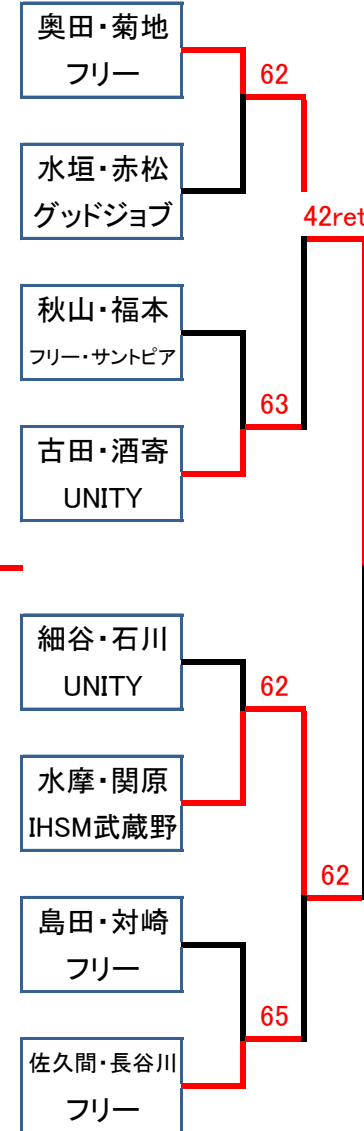 奥田・菊地
フリー
62
水垣・赤松
グッドジョブ
42ret
秋山・福本
フリー・サントピア
63
古田・酒寄
UNITY
細谷・石川
UNITY
62
水摩・関原
IHSM武蔵野
62
島田・対崎
フリー
65
佐久間・長谷川
フリー